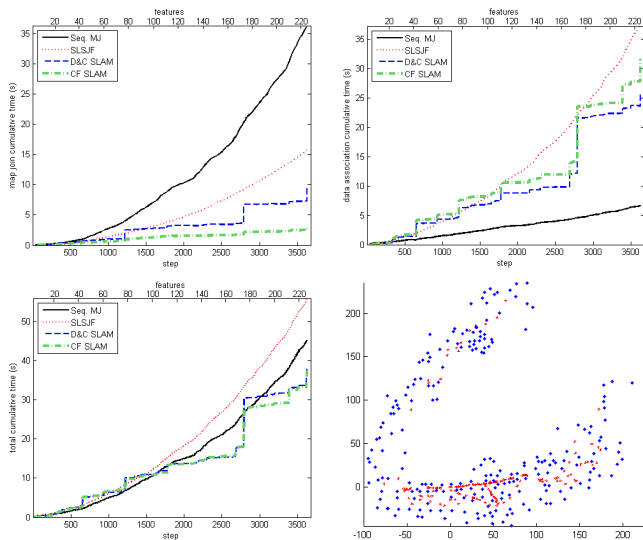 features
20 40 60 80 100 120 140 160 180 200 220
Seq. MJ
SLSJF
D&C SLAM
CF SLAM
map join cumulative time (s)
35
30
25
20
15
10
5
0
500 1000 1500 2000 2500 3000 3500
step
features
20 40 60 80 100 120 140 160 180 200 220
Seq. MJ
SLSJF
D&C SLAM
CF SLAM
data association cumulative time (s)
35
30
25
20
15
10
5
0
500 1000 1500 2000 2500 3000 3500
step
features
20 40 60 80 100 120 140 160 180 200 220
Seq. MJ
SLSJF
D&C SLAM
CF SLAM
total cumulative time (s)
50
40
30
20
10
0
500 1000 1500 2000 2500 3000 3500
step
200
150
100
50
0
-100 -50 0 50 100 150 200